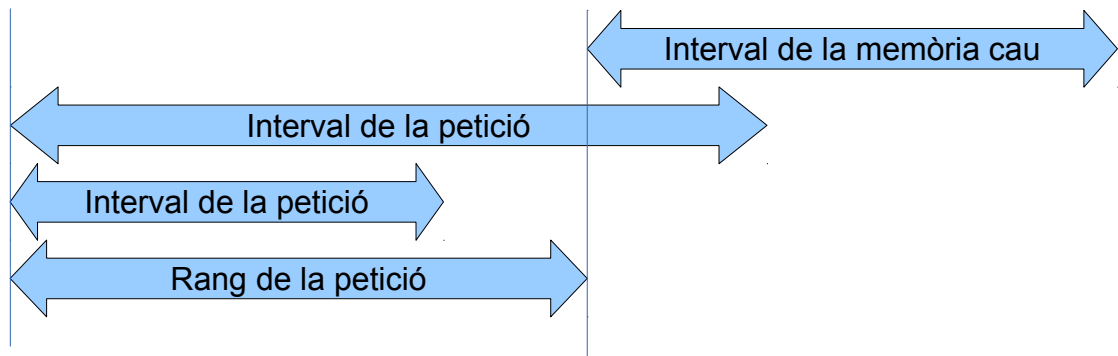 Interval de la memòria cau
Interval de la petició
Interval de la petició
Rang de la petició